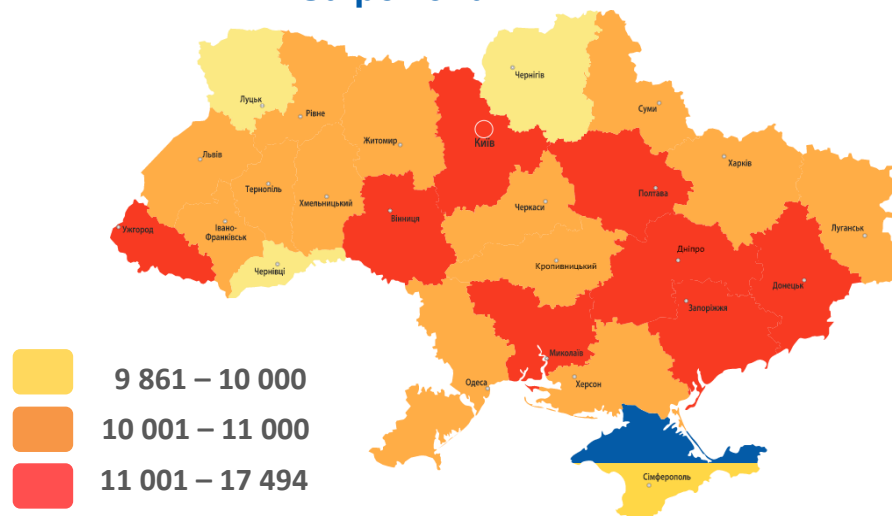 Чернігів
Луцьк
Рівне
Суми
Київ
Житомир
Львів
Харків
Тернопіль
Полтава
Хмельницький
Черкаси
Вінниця
Ужгород
Івано-
Франківськ
Луганськ
Дніпро
Чернівці
Кропивницький
Донецьк
Запоріжжя
Миколаїв
Одеса
Херсон
Сімферополь
9 861 – 10 000
10 001 – 11 000
11 001 – 17 494